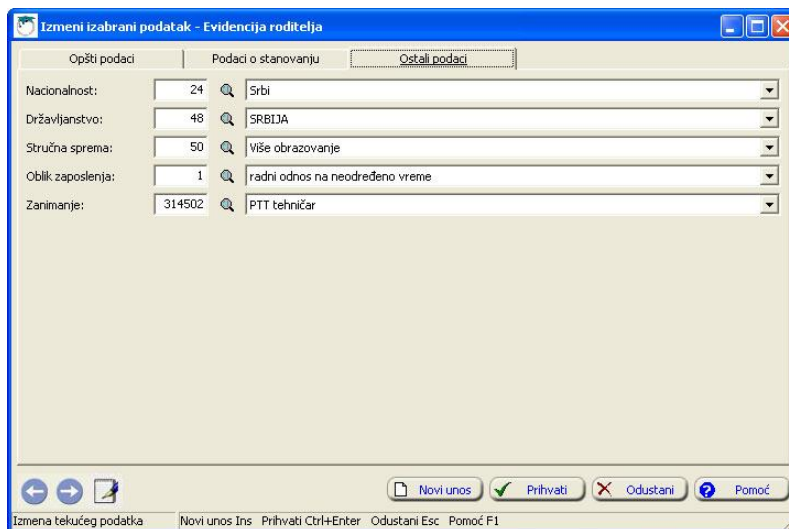 Izmeni izabrani podatak - Evidencija roditelja
Opšti podaci Podaci o stanovanju Ostali podaci
Nacionalnost: 24 Srbi
Državljanstvo: 48 SRBIJA
Stručna sprema: 50 Više obrazovanje
Oblik zaposlenja: 1 radni odnos na neodređeno vreme
Zanimanje: 314502 PTT tehničar
Novi unos Prihvati Odustani Pomoć
Izmena tekućeg podatka Novi unos Ins Prihvati Ctrl+Enter Odustani Esc Pomoć F1